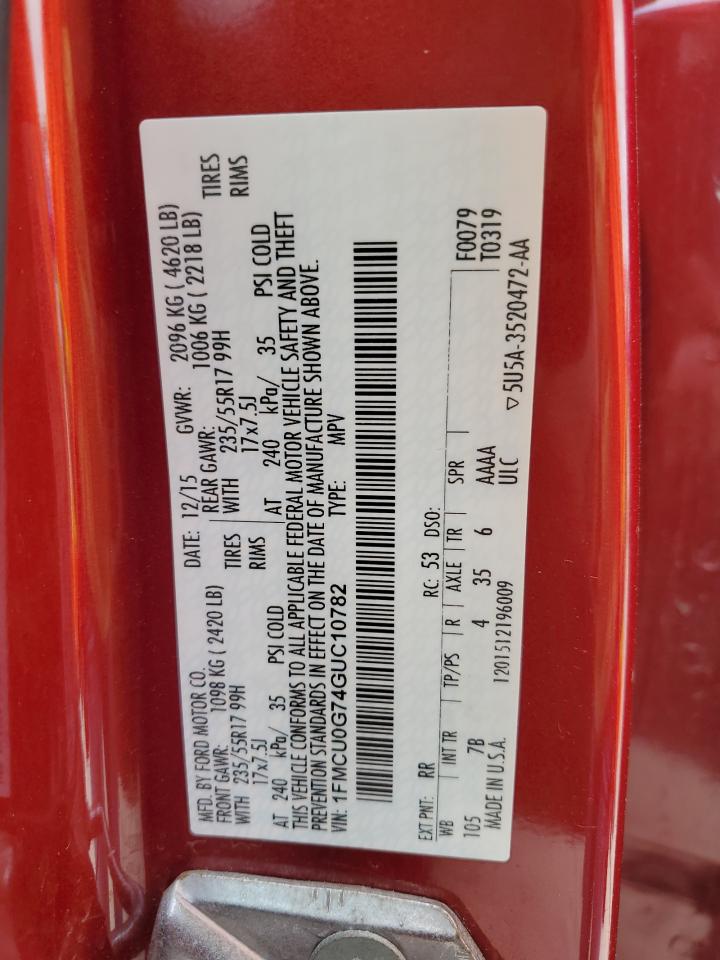 MFD. BY FORD MOTOR CO. DATE: 12/15 GVWR: 2096 KG ( 4620 LB)
FRONT GAWR: 1098 KG ( 2420 LB) REAR GAWR: 1006 KG ( 2218 LB)
WITH 235/55R17 99H TIRES WITH 235/55R17 99H TIRES
17x7.5J RIMS 17x7.5J RIMS
AT 240 kPa/ 35 PSI COLD AT 240 kPa/ 35 PSI COLD
THIS VEHICLE CONFORMS TO ALL APPLICABLE FEDERAL MOTOR VEHICLE SAFETY AND THEFT
PREVENTION STANDARDS IN EFFECT ON THE DATE OF MANUFACTURE SHOWN ABOVE.
VIN: 1FMCU0G74GUC10782 TYPE: MPV
EXT PNT: RR RC: 53 DSO: F0079
WB INT TR TP/PS R AXLE TR SPR T0319
105 7B 4 35 6 AAAA
MADE IN U.S.A. 1201512196009 ULC ▽5U5A-3520472-AA